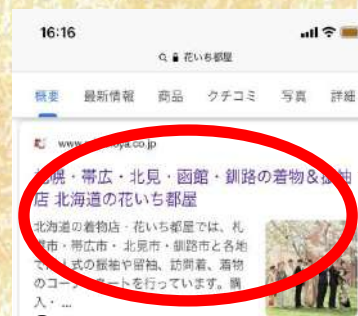 16:16
花いち都屋
概要 最新情報 商品 クチコミ 写真 詳細
札幌・帯広・北見・函館・釧路の着物&振袖
店 北海道の花いち都屋
北海道の着物店・花いち都屋では、札
市・帯広市・北見市・釧路市と各地
式の振袖や留袖、訪問着、着物
のコー ートを行っています。購
入・...